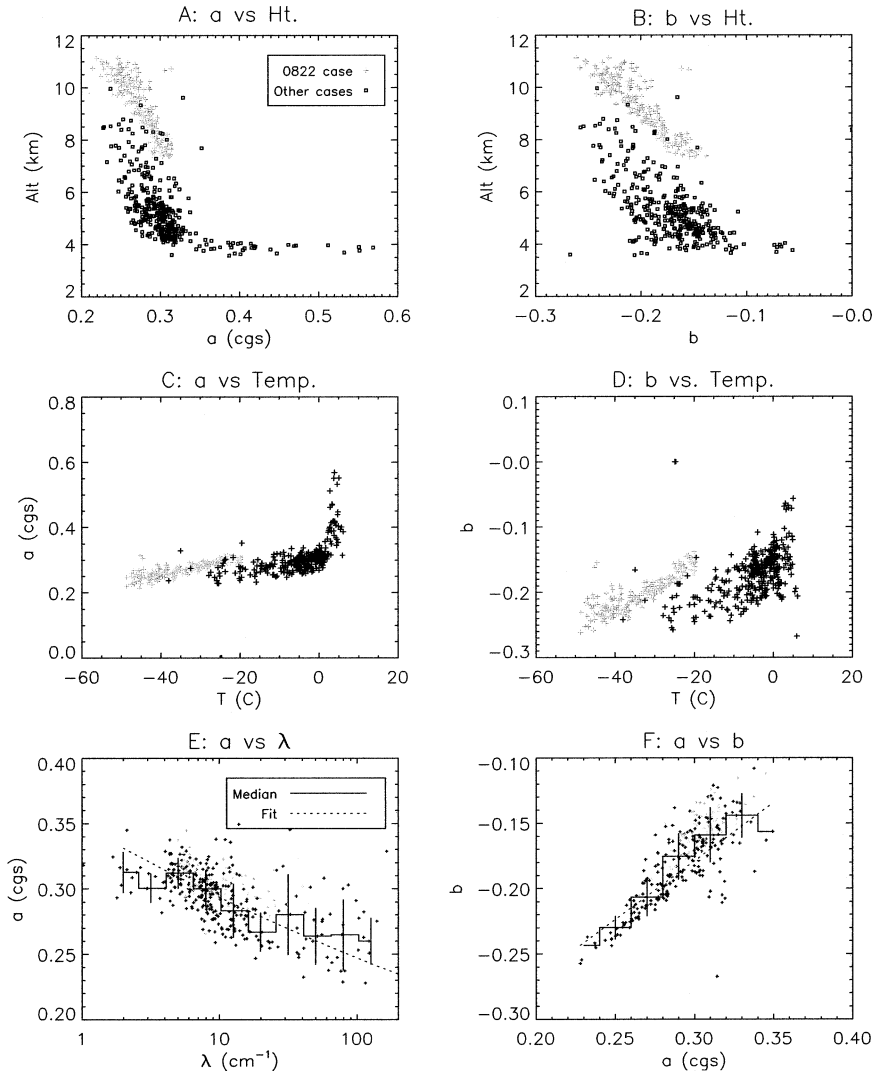 A: a vs Ht.
12
10
8
6
4
2
Alt (km)
0822 case
Other cases
0.2 0.3 0.4 0.5 0.6
a (cgs)
B: b vs Ht.
12
10
8
6
4
2
Alt (km)
−0.3 −0.2 −0.1 −0.0
b
C: a vs Temp.
0.8
0.6
0.4
0.2
0.0
a (cgs)
−60 −40 −20 0 20
T (C)
D: b vs. Temp.
0.1
−0.0
−0.1
−0.2
−0.3
b
−60 −40 −20 0 20
T (C)
E: a vs λ
0.40
0.35
0.30
0.25
0.20
a (cgs)
Median
Fit
1 10 100
λ (cm⁻¹)
F: a vs b
−0.10
−0.15
−0.20
−0.25
−0.30
b
0.20 0.25 0.30 0.35 0.40
a (cgs)